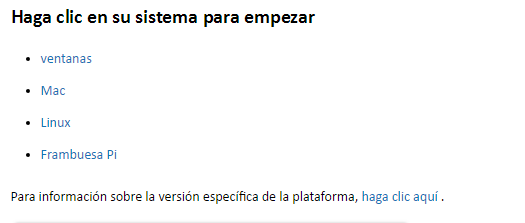 Haga clic en su sistema para empezar
ventanas
Mac
Linux
Frambuesa Pi
Para información sobre la versión específica de la plataforma, haga clic aquí .